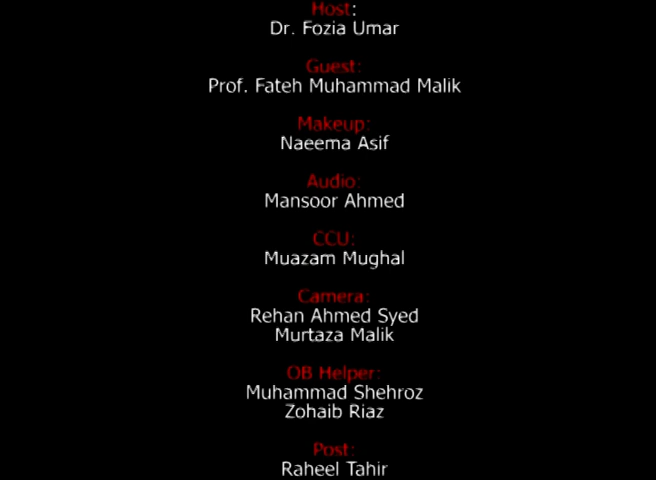 Host:
Dr. Fozia Umar
Guest:
Prof. Fateh Muhammad Malik
Makeup:
Naeema Asif
Audio:
Mansoor Ahmed
CCU:
Muazam Mughal
Camera:
Rehan Ahmed Syed
Murtaza Malik
OB Helper:
Muhammad Shehroz
Zohaib Riaz
Post:
Raheel Tahir